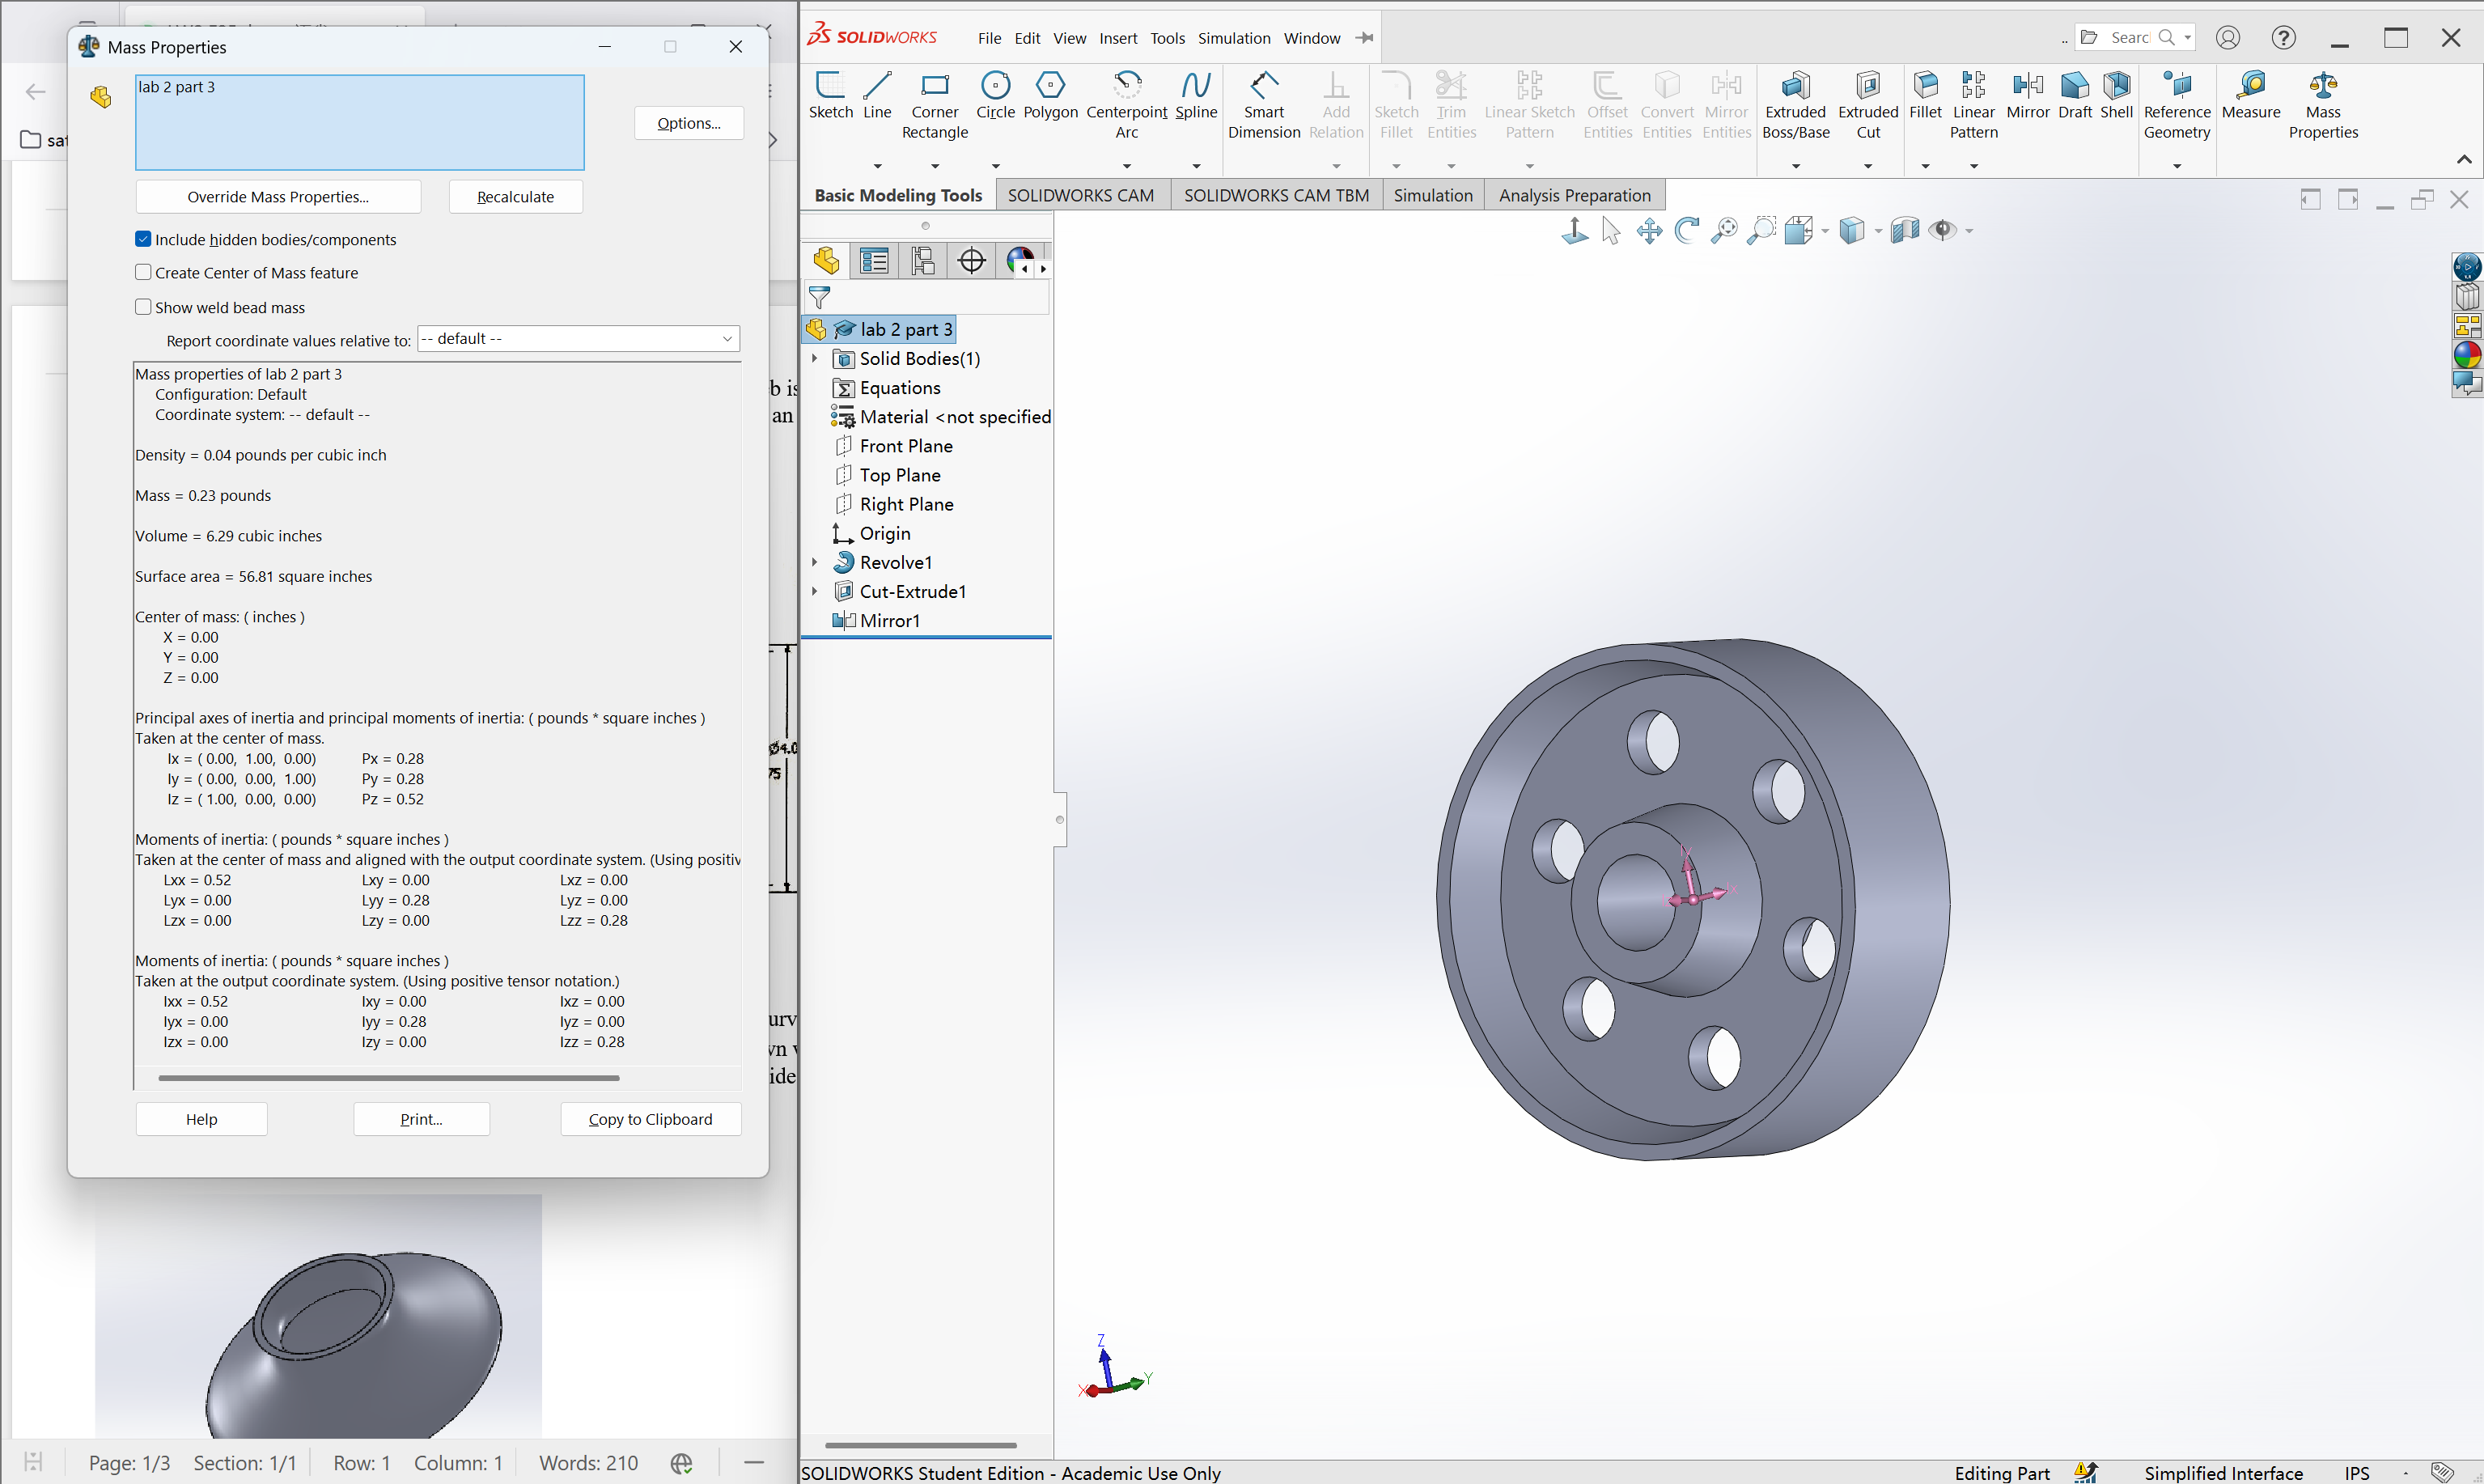 Mass Properties
lab 2 part 3
Options...
Override Mass Properties...
Recalculate
Include hidden bodies/components
Create Center of Mass feature
Show weld bead mass
Report coordinate values relative to: -- default --
Mass properties of lab 2 part 3
Configuration: Default
Coordinate system: -- default --
Density = 0.04 pounds per cubic inch
Mass = 0.23 pounds
Volume = 6.29 cubic inches
Surface area = 56.81 square inches
Center of mass: ( inches )
X = 0.00
Y = 0.00
Z = 0.00
Principal axes of inertia and principal moments of inertia: ( pounds * square inches )
Taken at the center of mass.
Ix = ( 0.00, 1.00, 0.00) Px = 0.28
Iy = ( 0.00, 0.00, 1.00) Py = 0.28
Iz = ( 1.00, 0.00, 0.00) Pz = 0.52
Moments of inertia: ( pounds * square inches )
Taken at the center of mass and aligned with the output coordinate system. (Using positiv
Lxx = 0.52 Lxy = 0.00 Lxz = 0.00
Lyx = 0.00 Lyy = 0.28 Lyz = 0.00
Lzx = 0.00 Lzy = 0.00 Lzz = 0.28
Moments of inertia: ( pounds * square inches )
Taken at the output coordinate system. (Using positive tensor notation.)
Ixx = 0.52 Ixy = 0.00 Ixz = 0.00
Iyx = 0.00 Iyy = 0.28 Iyz = 0.00
Izx = 0.00 Izy = 0.00 Izz = 0.28
Help
Print...
Copy to Clipboard
Page: 1/3 Section: 1/1 Row: 1 Column: 1 Words: 210
SOLIDWORKS
File Edit View Insert Tools Simulation Window
Searc
Sketch
Line
Corner Rectangle
Circle
Polygon
Centerpoint Arc
Spline
Smart Dimension
Add Relation
Sketch Fillet
Trim Entities
Linear Sketch Pattern
Offset Entities
Convert Entities
Mirror Entities
Extruded Boss/Base
Extruded Cut
Fillet
Linear Pattern
Mirror
Draft
Shell
Reference Geometry
Measure
Mass Properties
Basic Modeling Tools
SOLIDWORKS CAM
SOLIDWORKS CAM TBM
Simulation
Analysis Preparation
lab 2 part 3
Solid Bodies(1)
Equations
Material <not specified
Front Plane
Top Plane
Right Plane
Origin
Revolve1
Cut-Extrude1
Mirror1
Z
X
Y
SOLIDWORKS Student Edition - Academic Use Only
Editing Part
Simplified Interface
IPS